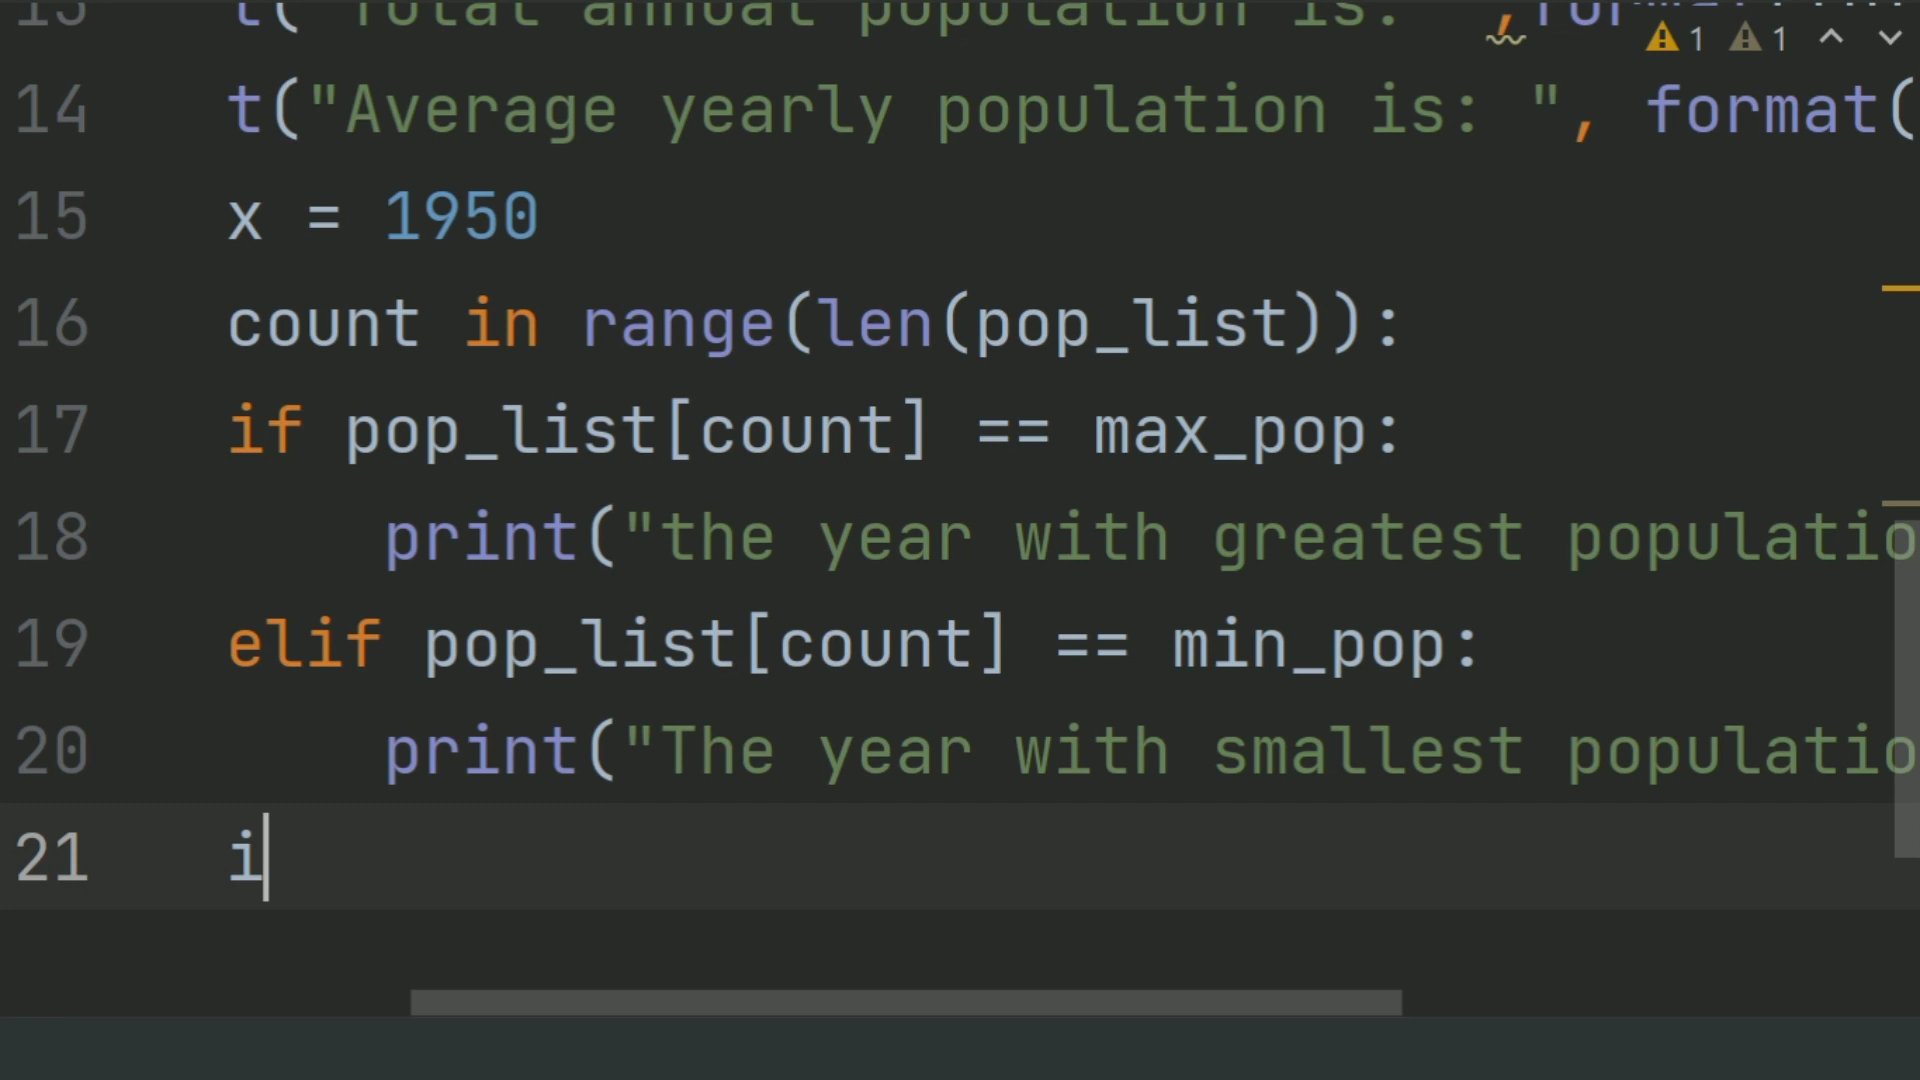 13 t("Total annual population is: ",
1 1
14 t("Average yearly population is: ", format(
15 x = 1950
16 count in range(len(pop_list)):
17 if pop_list[count] == max_pop:
18 print("the year with greatest populatio
19 elif pop_list[count] == min_pop:
20 print("The year with smallest populatio
21 i